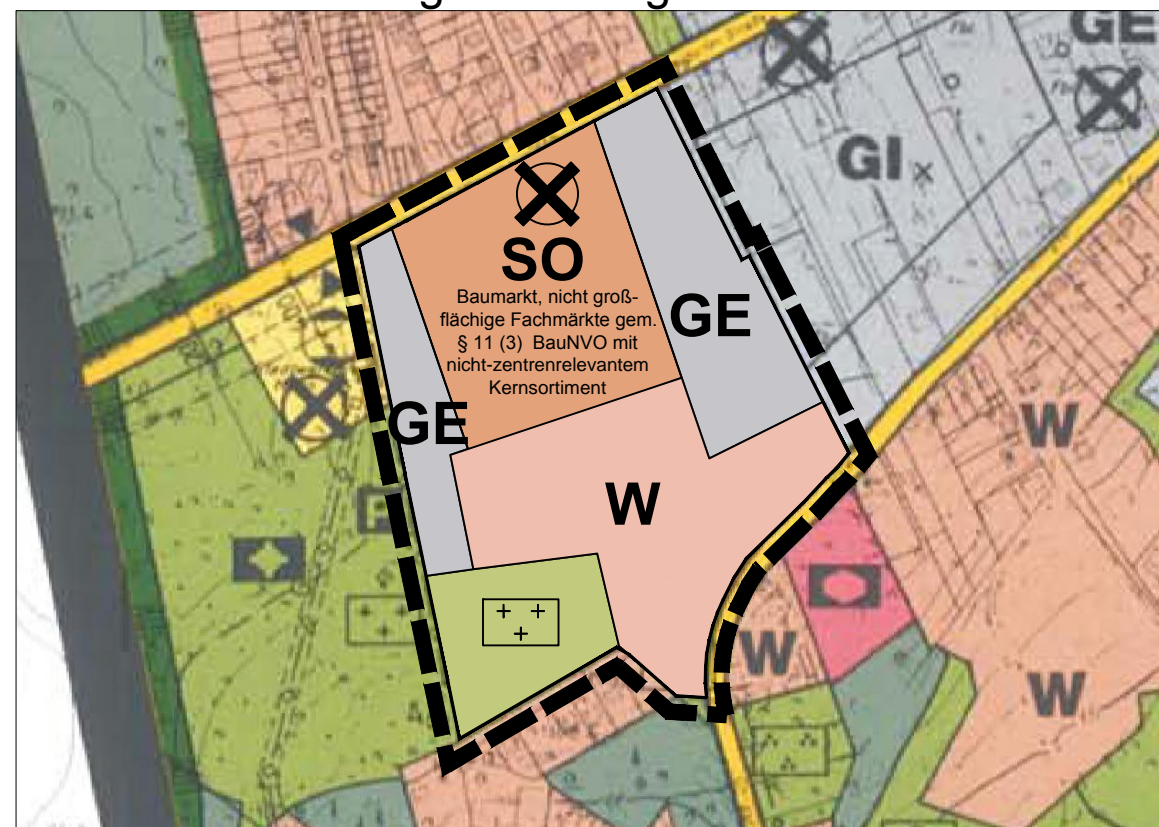 GE
GI
SO
Baumarkt, nicht groß-
flächige Fachmärkte gem.
§ 11 (3) BauNVO mit
nicht-zentrenrelevantem
Kernsortiment
GE
GE
W
W
W
W